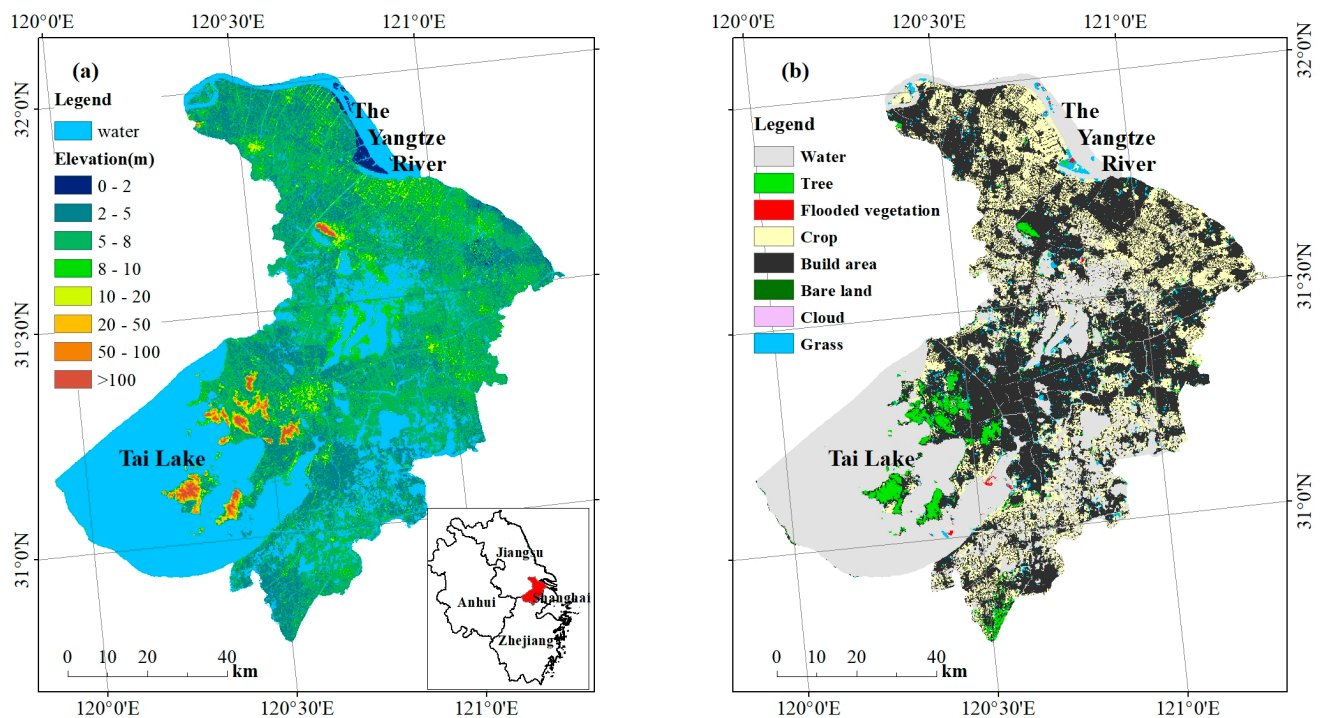 120°0'E
120°30'E
121°0'E
(a)
Legend
water
Elevation(m)
0 - 2
2 - 5
5 - 8
8 - 10
10 - 20
20 - 50
50 - 100
>100
The
Yangtze
River
Tai Lake
32°0'N
31°30'N
31°0'N
31°30'N
31°0'N
Jiangsu
Anhui
Shanghai
Zhejiang
0 10 20 40
km
120°0'E
120°30'E
121°0'E
120°0'E
120°30'E
121°0'E
(b)
Legend
Water
Tree
Flooded vegetation
Crop
Build area
Bare land
Cloud
Grass
The
Yangtze
River
Tai Lake
32°0'N
31°30'N
31°0'N
0 10 20 40
km
120°0'E
120°30'E
121°0'E